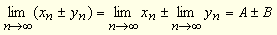 lim n→∞ (xₙ ± yₙ) = lim n→∞ xₙ ± lim n→∞ yₙ = A ± B